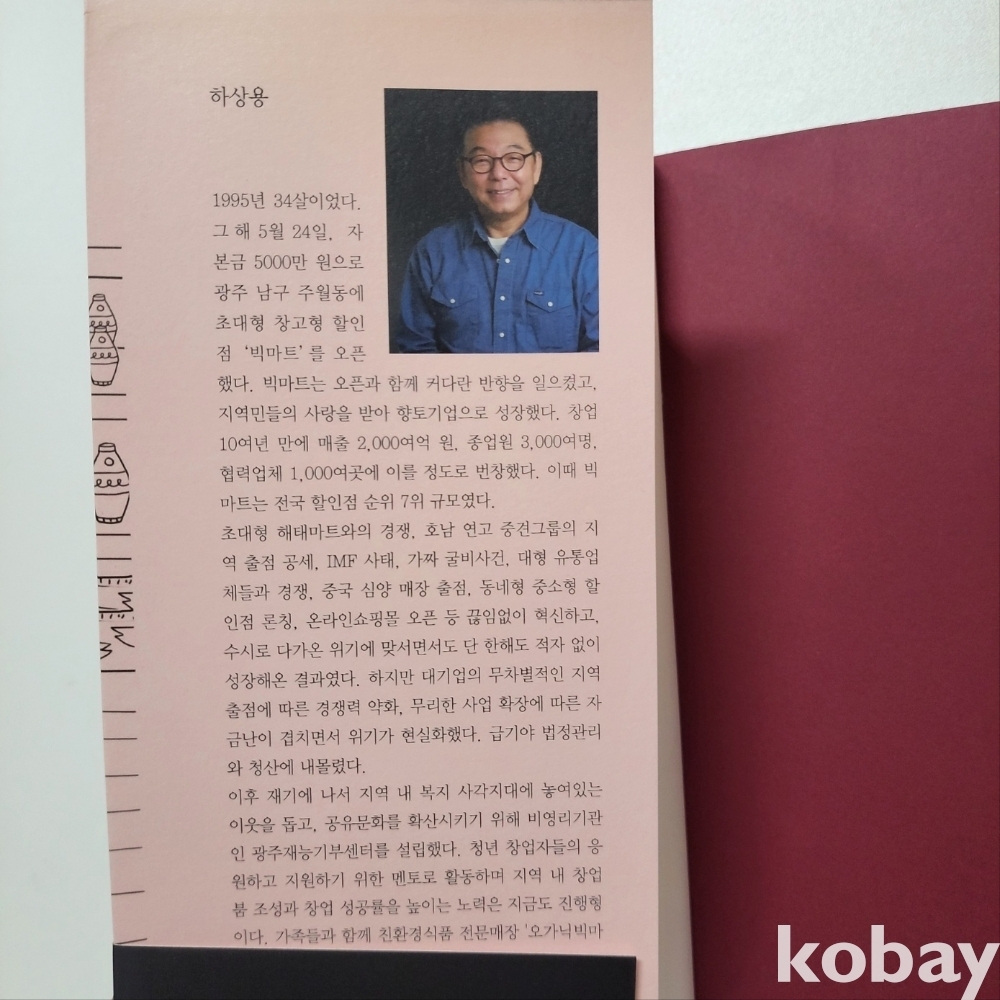 하상용
1995년 34살이었다.
그 해 5월 24일, 자
본금 5000만 원으로
광주 남구 주월동에
초대형 창고형 할인
점 ‘빅마트’를 오픈
했다. 빅마트는 오픈과 함께 커다란 반향을 일으켰고,
지역민들의 사랑을 받아 향토기업으로 성장했다. 창업
10여년 만에 매출 2,000여억 원, 종업원 3,000여명,
협력업체 1,000여곳에 이를 정도로 번창했다. 이때 빅
마트는 전국 할인점 순위 7위 규모였다.
초대형 해태마트와의 경쟁, 호남 연고 중견그룹의 지
역 출점 공세, IMF 사태, 가짜 굴비사건, 대형 유통업
체들과 경쟁, 중국 심양 매장 출점, 동네형 중소형 할
인점 론칭, 온라인쇼핑몰 오픈 등 끊임없이 혁신하고,
수시로 다가온 위기에 맞서면서도 단 한해도 적자 없이
성장해온 결과였다. 하지만 대기업의 무차별적인 지역
출점에 따른 경쟁력 약화, 무리한 사업 확장에 따른 자
금난이 겹치면서 위기가 현실화했다. 급기야 법정관리
와 청산에 내몰렸다.
이후 재기에 나서 지역 내 복지 사각지대에 놓여있는
이웃을 돕고, 공유문화를 확산시키기 위해 비영리기관
인 광주재능기부센터를 설립했다. 청년 창업자들의 응
원하고 지원하기 위한 멘토로 활동하며 지역 내 창업
붐 조성과 창업 성공률을 높이는 노력은 지금도 진행형
이다. 가족들과 함께 친환경식품 전문매장 '오가닉빅마
kobay